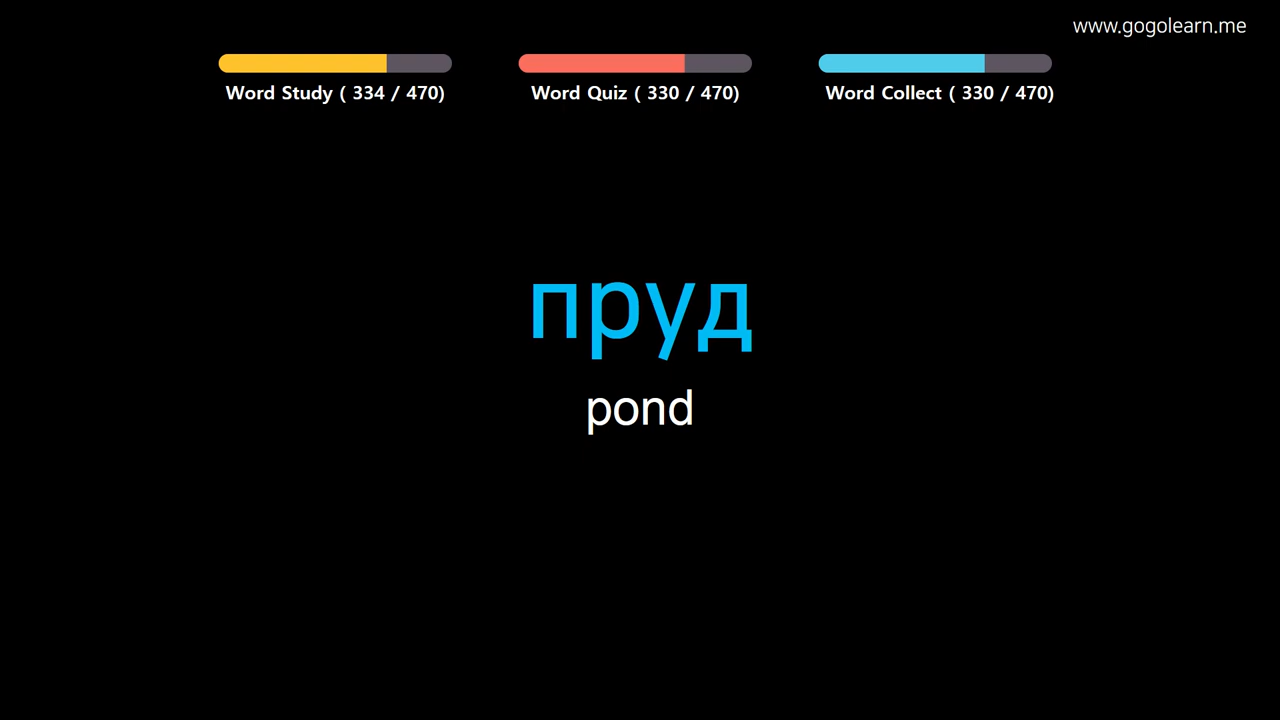 www.gogolearn.me
Word Study ( 334 / 470)
Word Quiz ( 330 / 470)
Word Collect ( 330 / 470)
пруд
pond